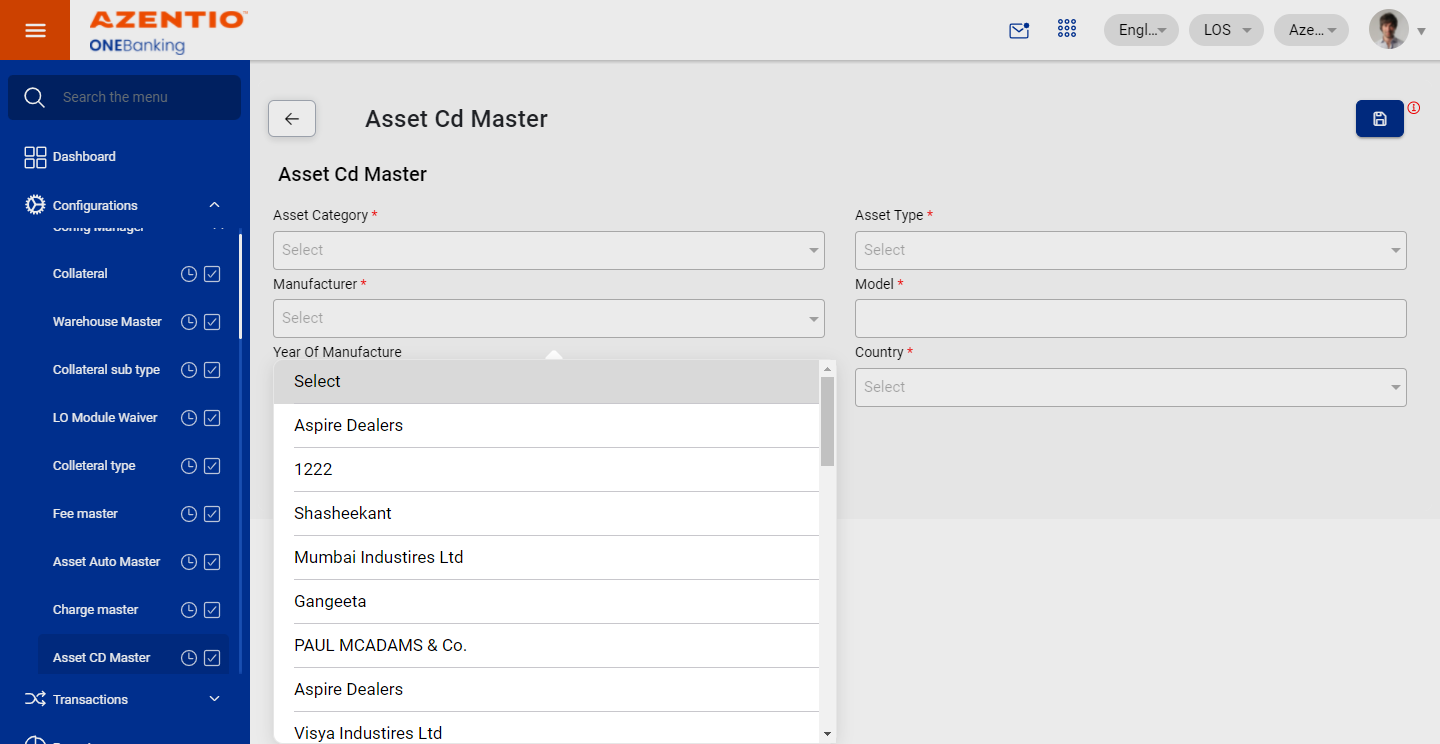 AZENTIO
ONEBanking
Engl...
LOS
Aze...
Search the menu
Dashboard
Configurations
Config Manager
Collateral
Warehouse Master
Collateral sub type
LO Module Waiver
Colleteral type
Fee master
Asset Auto Master
Charge master
Asset CD Master
Transactions
Asset Cd Master
Asset Cd Master
Asset Category *
Select
Asset Type *
Select
Manufacturer *
Select
Model *
Year Of Manufacture
Country *
Select
Select
Aspire Dealers
1222
Shasheekant
Mumbai Industires Ltd
Gangeeta
PAUL MCADAMS & Co.
Aspire Dealers
Visya Industires Ltd